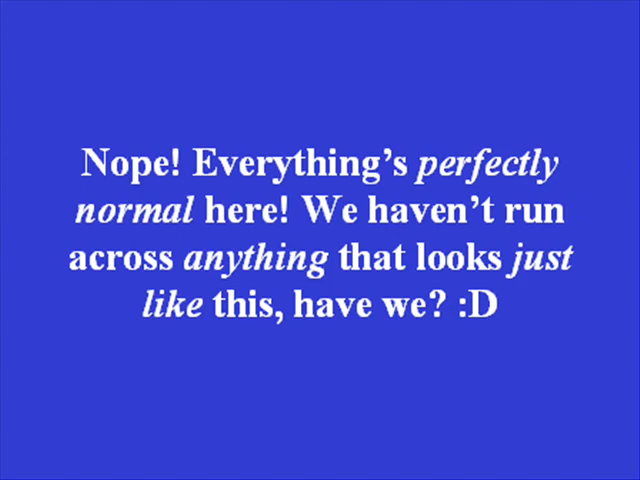 Nope! Everything’s perfectly
normal here! We haven’t run
across anything that looks just
like this, have we? :D